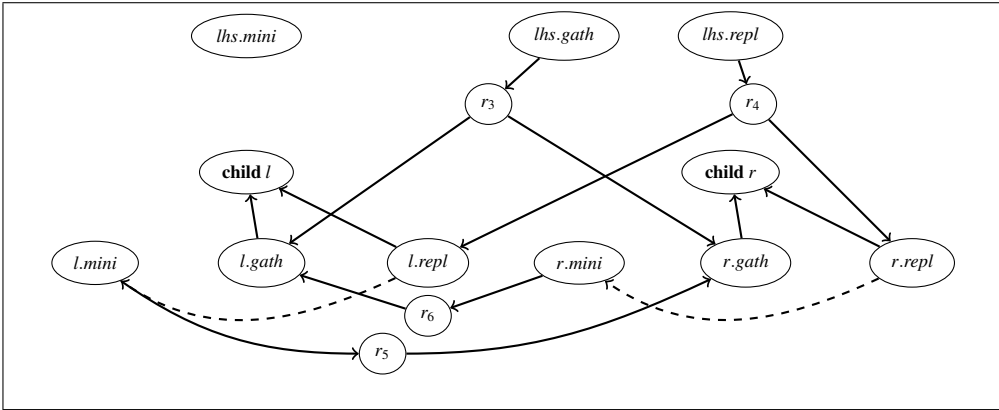 lhs.mini lhs.gath lhs.repl
r3 r4
child l child r
l.mini l.gath l.repl r.mini r.gath r.repl
r6
r5